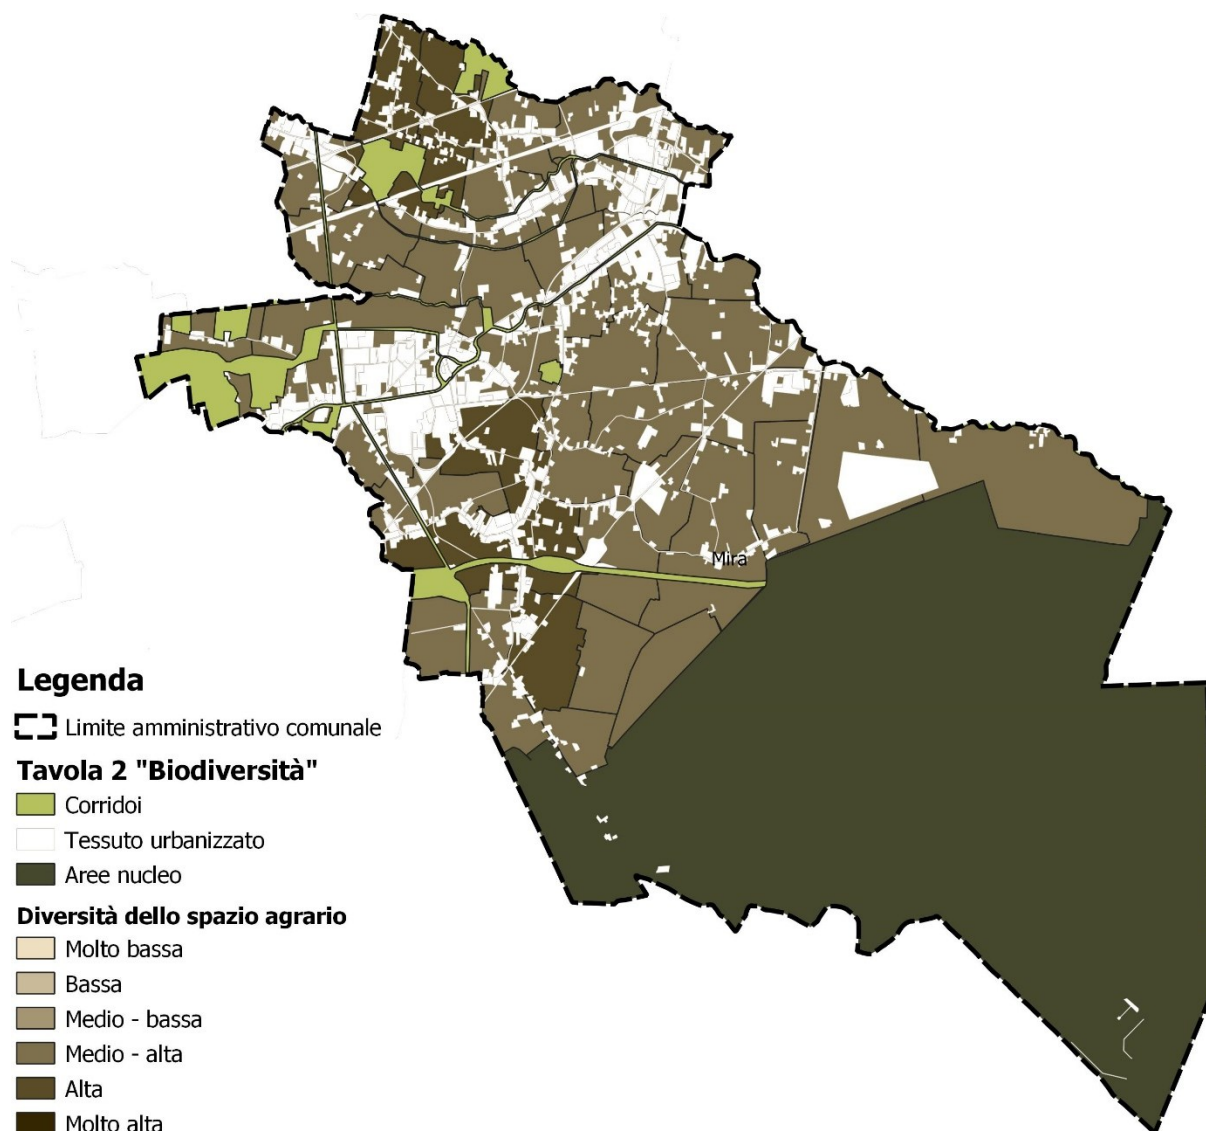 Mira
Legenda
Limite amministrativo comunale
Tavola 2 "Biodiversità"
Corridoi
Tessuto urbanizzato
Aree nucleo
Diversità dello spazio agrario
Molto bassa
Bassa
Medio - bassa
Medio - alta
Alta
Molto alta